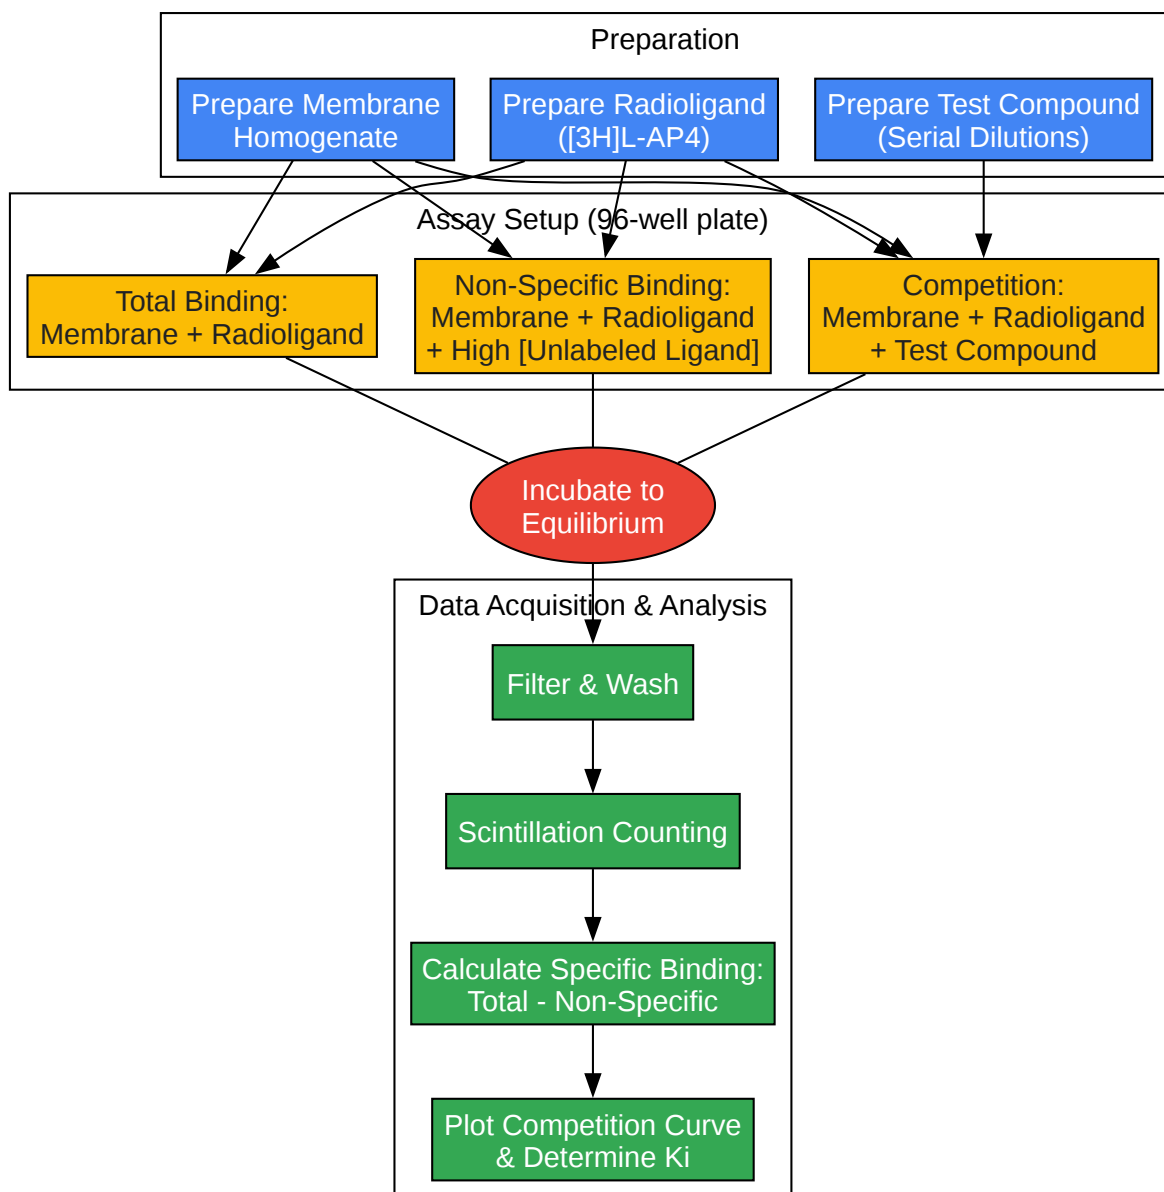 Preparation
Prepare Membrane
Homogenate
Prepare Radioligand
([3H]L-AP4)
Prepare Test Compound
(Serial Dilutions)
Assay Setup (96-well plate)
Total Binding:
Membrane + Radioligand
Non-Specific Binding:
Membrane + Radioligand
+ High [Unlabeled Ligand]
Competition:
Membrane + Radioligand
+ Test Compound
Incubate to
Equilibrium
Data Acquisition & Analysis
Filter & Wash
Scintillation Counting
Calculate Specific Binding:
Total - Non-Specific
Plot Competition Curve
& Determine Ki